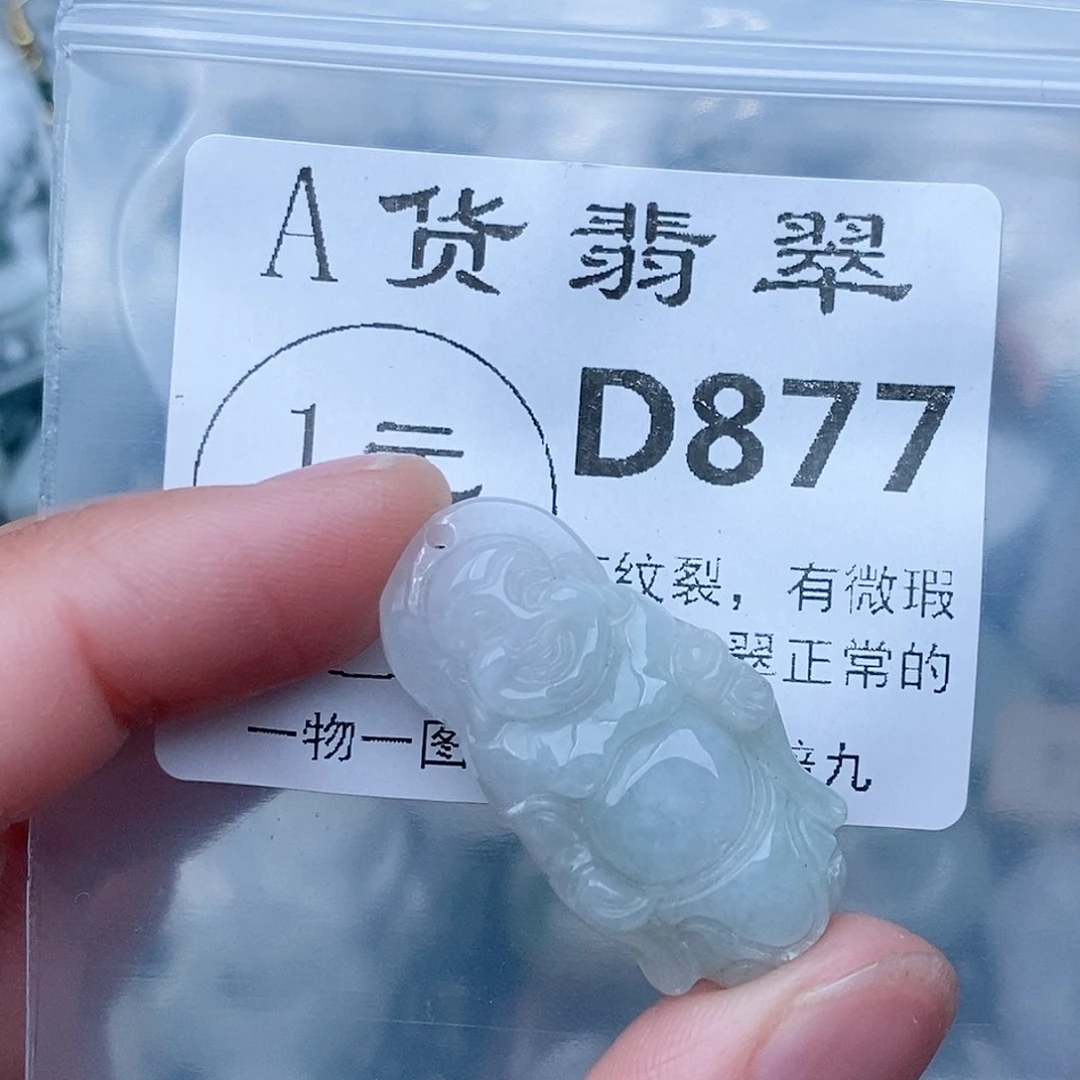 A货翡翠
1元
D877
纹裂，有微瑕
翠正常的
一物一图
九